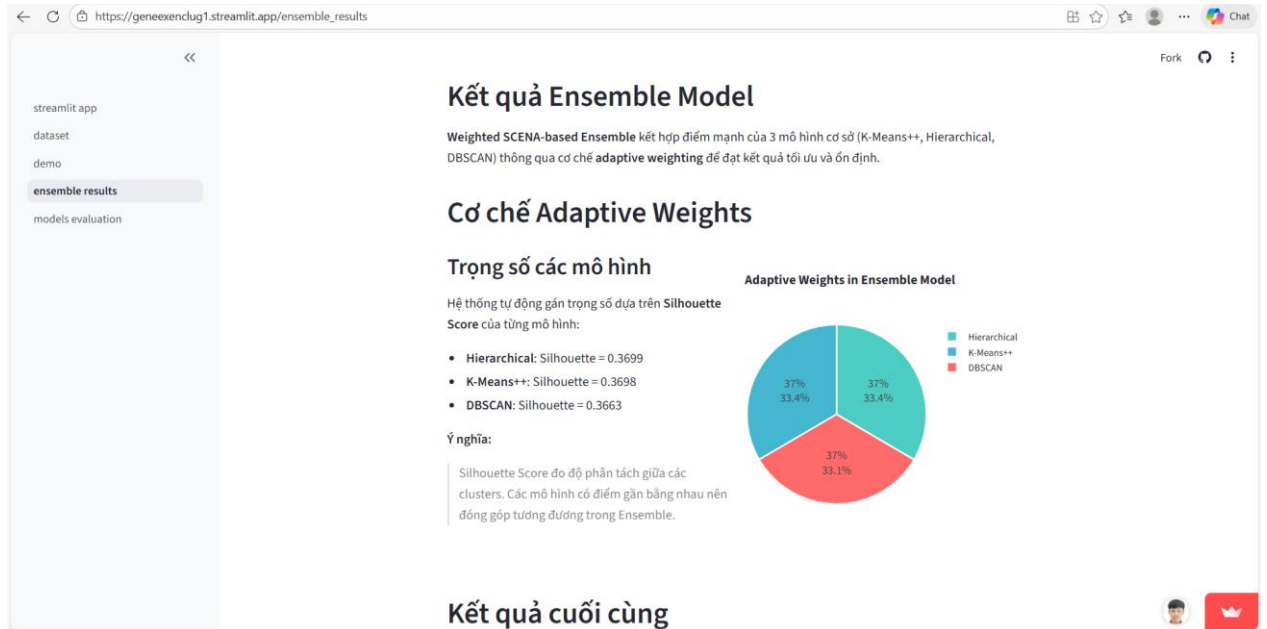 https://geneexenclug1.streamlit.app/ensemble_results
Chat
Fork
streamlit app
dataset
demo
ensemble results
models evaluation
Kết quả Ensemble Model
Weighted SCENA-based Ensemble kết hợp điểm mạnh của 3 mô hình cơ sở (K-Means++, Hierarchical,
DBSCAN) thông qua cơ chế adaptive weighting để đạt kết quả tối ưu và ổn định.
Cơ chế Adaptive Weights
Trọng số các mô hình
Hệ thống tự động gán trọng số dựa trên Silhouette
Score của từng mô hình:
• Hierarchical: Silhouette = 0.3699
• K-Means++: Silhouette = 0.3698
• DBSCAN: Silhouette = 0.3663
Ý nghĩa:
Silhouette Score đo độ phân tách giữa các
clusters. Các mô hình có điểm gần bằng nhau nên
đóng góp tương đương trong Ensemble.
Adaptive Weights in Ensemble Model
Hierarchical
K-Means++
DBSCAN
37%
33.4%
37%
33.4%
37%
33.1%
Kết quả cuối cùng